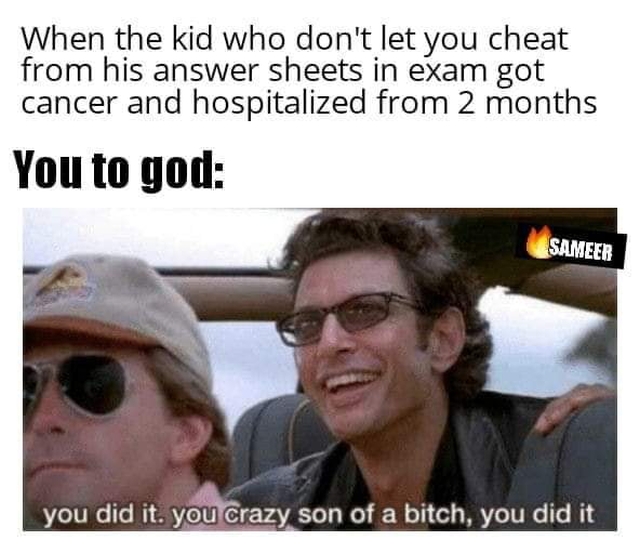 When the kid who don't let you cheat
from his answer sheets in exam got
cancer and hospitalized from 2 months
You to god:
SAMEER
you did it. you crazy son of a bitch, you did it